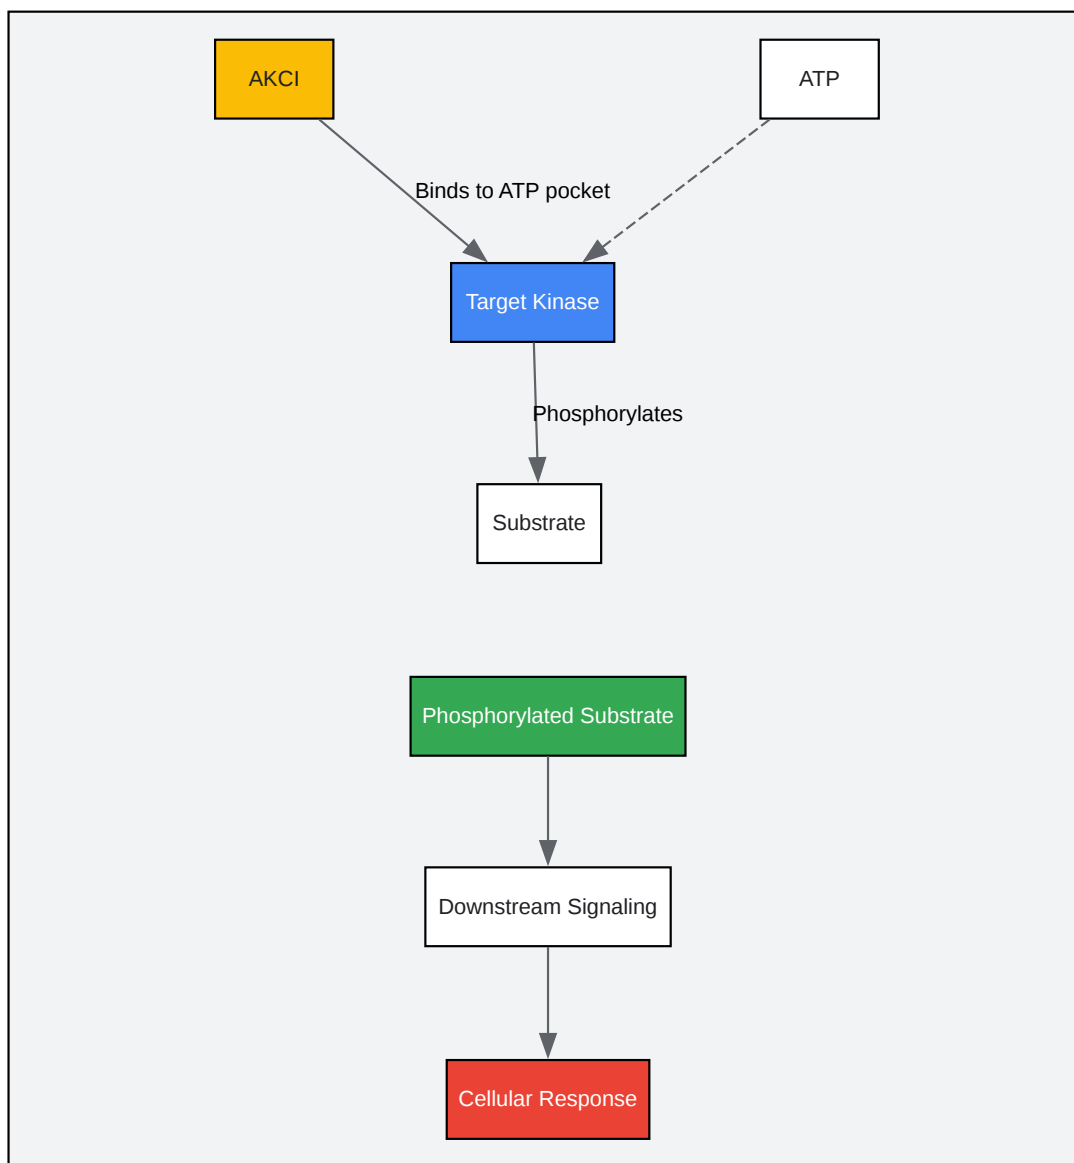 AKCI
ATP
Binds to ATP pocket
Target Kinase
Phosphorylates
Substrate
Phosphorylated Substrate
Downstream Signaling
Cellular Response